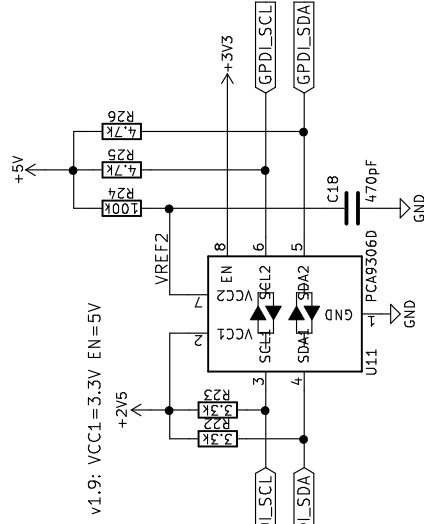 GPDI_SCL
GPDI_SDA
+3V3
+5V
R26
4.7k
R25
4.7k
R24
100k
C18
470pF
GND
VREF2
8
6
5
EN
SCL2
SDA2
PCA9306D
7
VCC2
2
VCC1
GND
1
GND
SCL1
SDA1
U11
3
4
v1.9: VCC1=3.3V EN=5V
+2V5
R23
3.3k
R22
3.3k
DI_SCL
DI_SDA